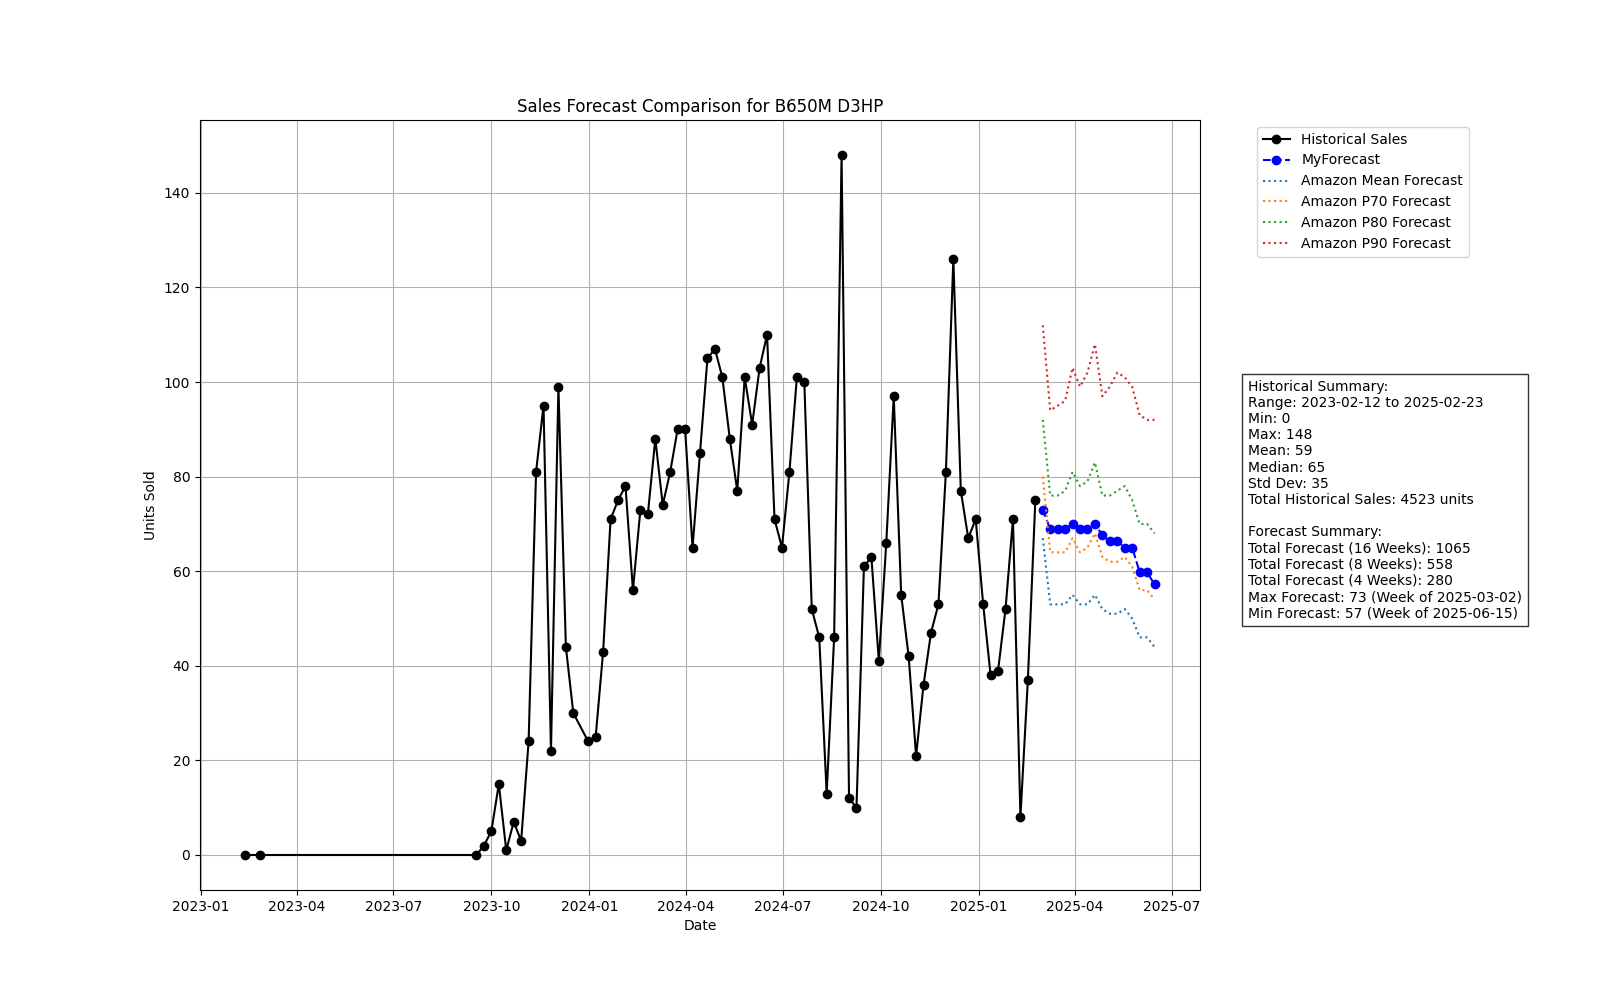 Sales Forecast Comparison for B650M D3HP
Historical Sales
MyForecast
Amazon Mean Forecast
Amazon P70 Forecast
Amazon P80 Forecast
Amazon P90 Forecast
Units Sold
140
120
100
80
60
40
20
0
2023-01 2023-04 2023-07 2023-10 2024-01 2024-04 2024-07 2024-10 2025-01 2025-04 2025-07
Date
Historical Summary:
Range: 2023-02-12 to 2025-02-23
Min: 0
Max: 148
Mean: 59
Median: 65
Std Dev: 35
Total Historical Sales: 4523 units
Forecast Summary:
Total Forecast (16 Weeks): 1065
Total Forecast (8 Weeks): 558
Total Forecast (4 Weeks): 280
Max Forecast: 73 (Week of 2025-03-02)
Min Forecast: 57 (Week of 2025-06-15)